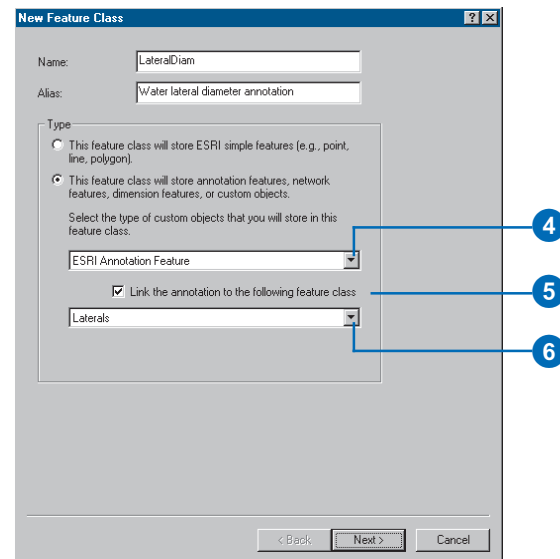 New Feature Class
Name:
LateralDiam
Alias:
Water lateral diameter annotation
Type
This feature class will store ESRI simple features (e.g., point,
line, polygon).
This feature class will store annotation features, network
features, dimension features, or custom objects.
Select the type of custom objects that you will store in this
feature class.
4
ESRI Annotation Feature
Link the annotation to the following feature class
5
Laterals
6
< Back
Next >
Cancel